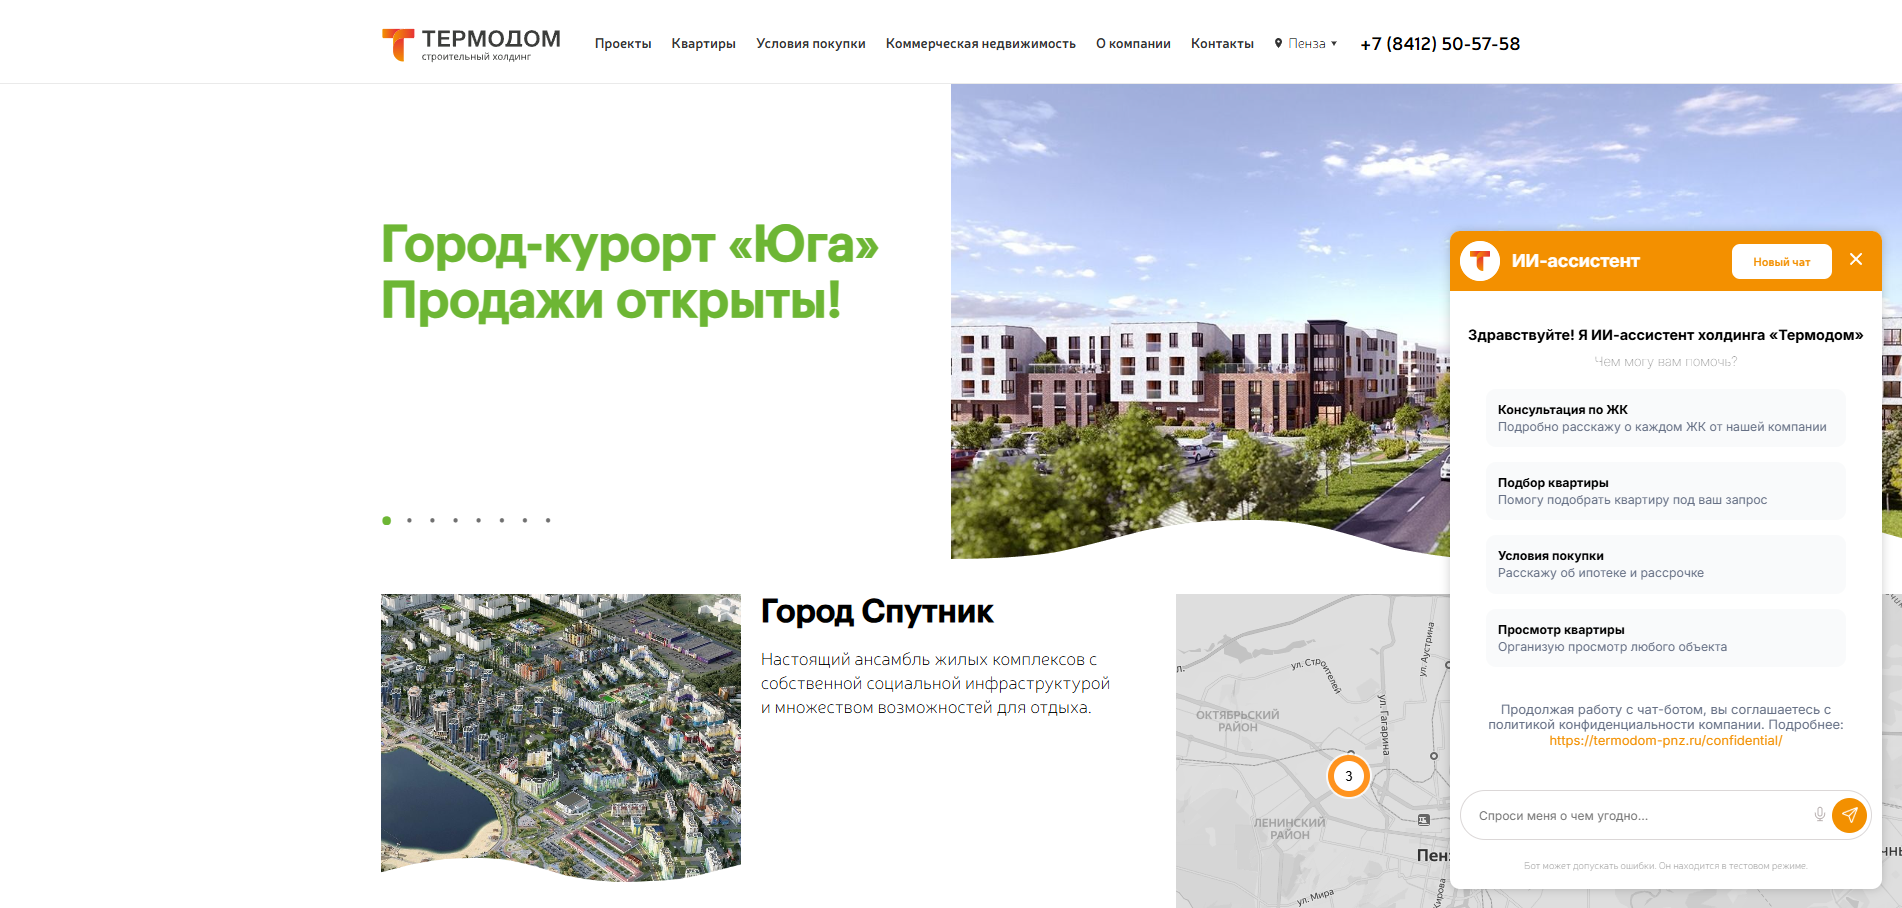 ТЕРМОДОМ
строительный холдинг
Проекты
Квартиры
Условия покупки
Коммерческая недвижимость
О компании
Контакты
Пенза
+7 (8412) 50-57-58
Город-курорт «Юга»
Продажи открыты!
Город Спутник
Настоящий ансамбль жилых комплексов с
собственной социальной инфраструктурой
и множеством возможностей для отдыха.
ул.
ул. Строителей
ул. Аустрина
ул. Гагарина
ОКТЯБРЬСКИЙ
РАЙОН
3
ЛЕНИНСКИЙ
РАЙОН
ул. Мира
Кирова
ИИ-ассистент
Новый чат
Здравствуйте! Я ИИ-ассистент холдинга «Термодом»
Чем могу вам помочь?
Консультация по ЖК
Подробно расскажу о каждом ЖК от нашей компании
Подбор квартиры
Помогу подобрать квартиру под ваш запрос
Условия покупки
Расскажу об ипотеке и рассрочке
Просмотр квартиры
Организую просмотр любого объекта
Продолжая работу с чат-ботом, вы соглашаетесь с
политикой конфиденциальности компании. Подробнее:
https://termodom-pnz.ru/confidential/
Спроси меня о чем угодно...
Бот может допускать ошибки. Он находится в тестовом режиме.